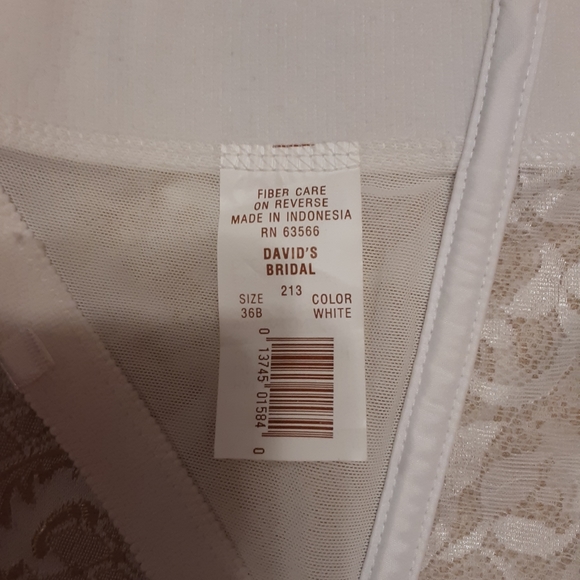 FIBER CARE
ON REVERSE
MADE IN INDONESIA
RN 63566
DAVID'S
BRIDAL
213
SIZE COLOR
36B WHITE
0 13745 01584 0